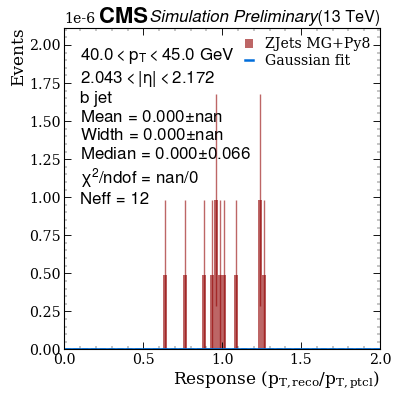 1e-6 CMS Simulation Preliminary (13 TeV)
Events
ZJets MG+Py8
Gaussian fit
40.0 < p_T < 45.0 GeV
2.043 < |η| < 2.172
b jet
Mean = 0.000±nan
Width = 0.000±nan
Median = 0.000±0.066
χ²/ndof = nan/0
Neff = 12
2.00
1.75
1.50
1.25
1.00
0.75
0.50
0.25
0.00
0.0 0.5 1.0 1.5 2.0
Response (p_T,reco/p_T,ptcl)